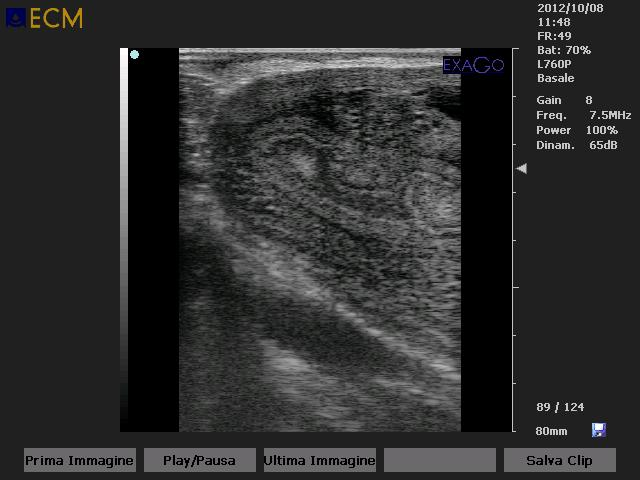 ECM
2012/10/08
11:48
FR:49
Bat: 70%
L760P
Basale
EXAGO
Gain 8
Freq. 7.5MHz
Power 100%
Dinam. 65dB
89 / 124
80mm
Prima Immagine
Play/Pausa
Ultima Immagine
Salva Clip